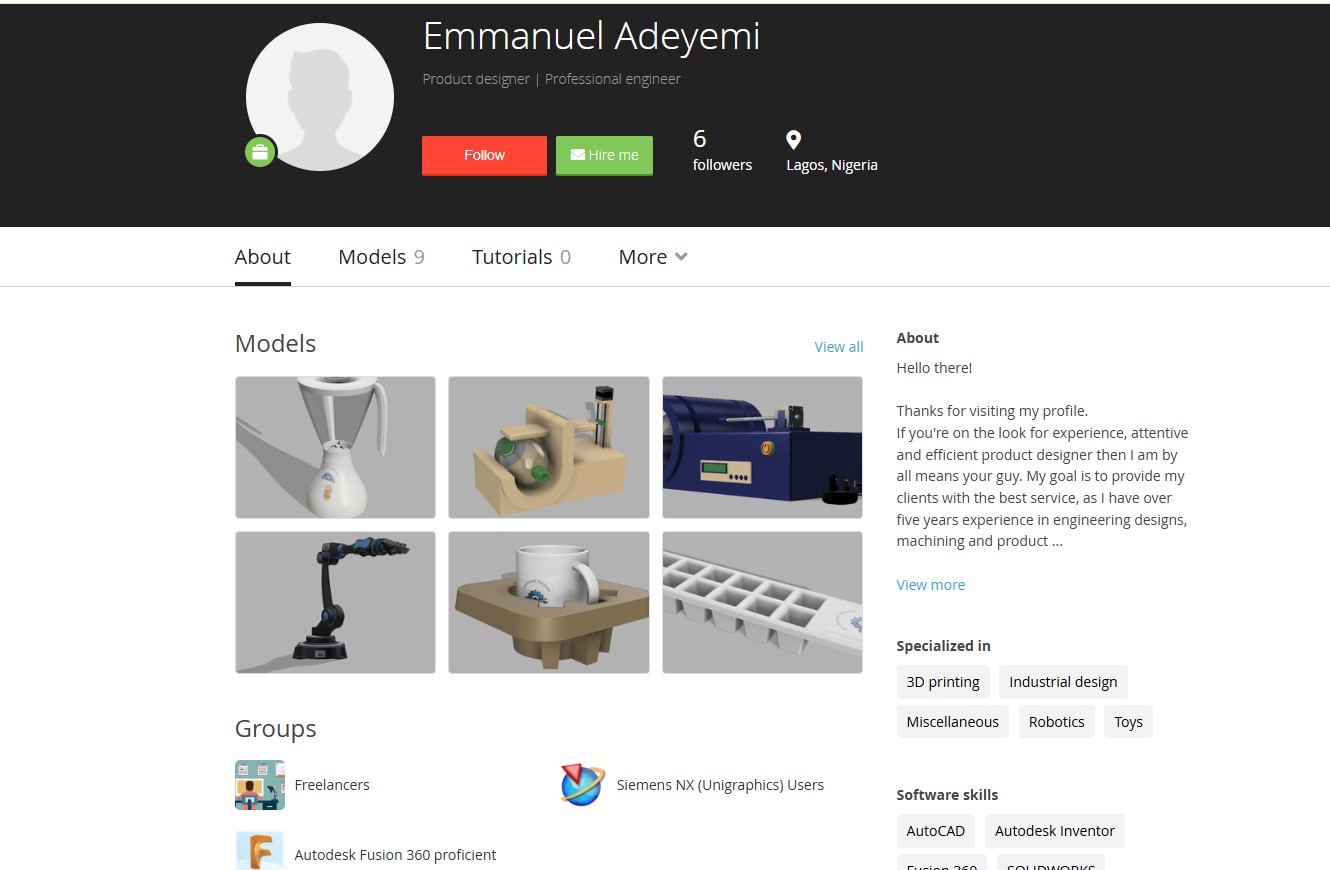 Emmanuel Adeyemi
Product designer | Professional engineer
Follow
Hire me
6
followers
Lagos, Nigeria
About
Models 9
Tutorials 0
More
Models
View all
Groups
Freelancers
Siemens NX (Unigraphics) Users
Autodesk Fusion 360 proficient
About
Hello there!
Thanks for visiting my profile.
If you're on the look for experience, attentive
and efficient product designer then I am by
all means your guy. My goal is to provide my
clients with the best service, as I have over
five years experience in engineering designs,
machining and product ...
View more
Specialized in
3D printing
Industrial design
Miscellaneous
Robotics
Toys
Software skills
AutoCAD
Autodesk Inventor
Fusion 360
SOLIDWORKS